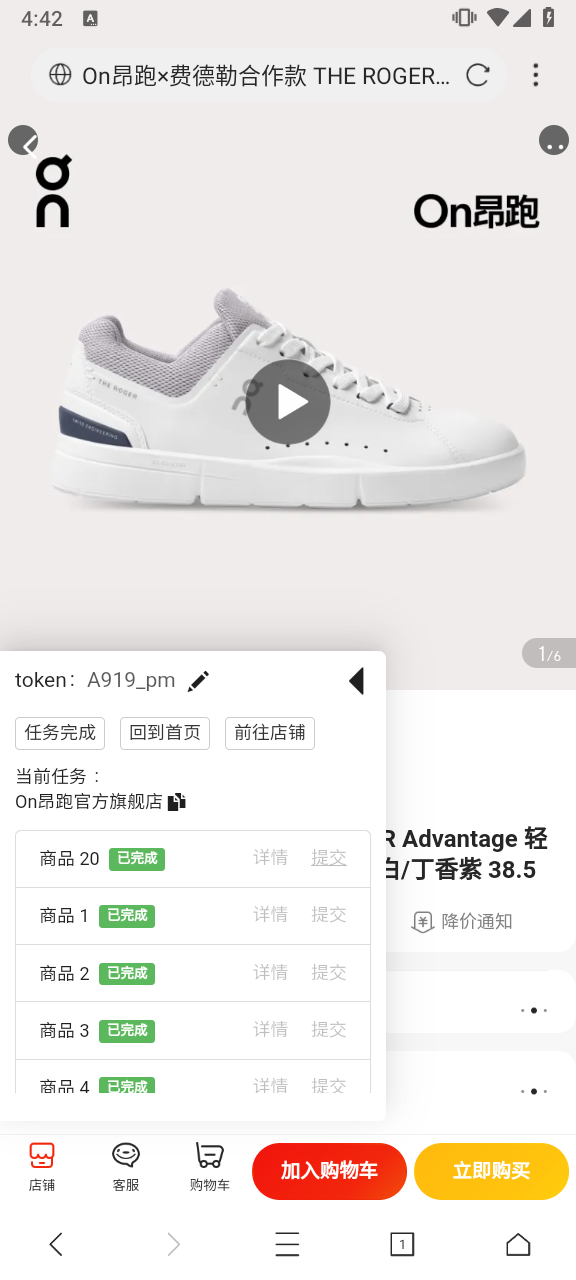 4:42
A
On昂跑×费德勒合作款 THE ROGER...
On昂跑
THE ROGER
SWISS ENGINEERING
1/6
token: A919_pm
任务完成
回到首页
前往店铺
当前任务：
On昂跑官方旗舰店
R Advantage 轻
白/丁香紫 38.5
降价通知
商品 20 已完成 详情 提交
商品 1 已完成 详情 提交
商品 2 已完成 详情 提交
商品 3 已完成 详情 提交
商品 4 已完成 详情 提交
店铺
客服
购物车
加入购物车
立即购买
1